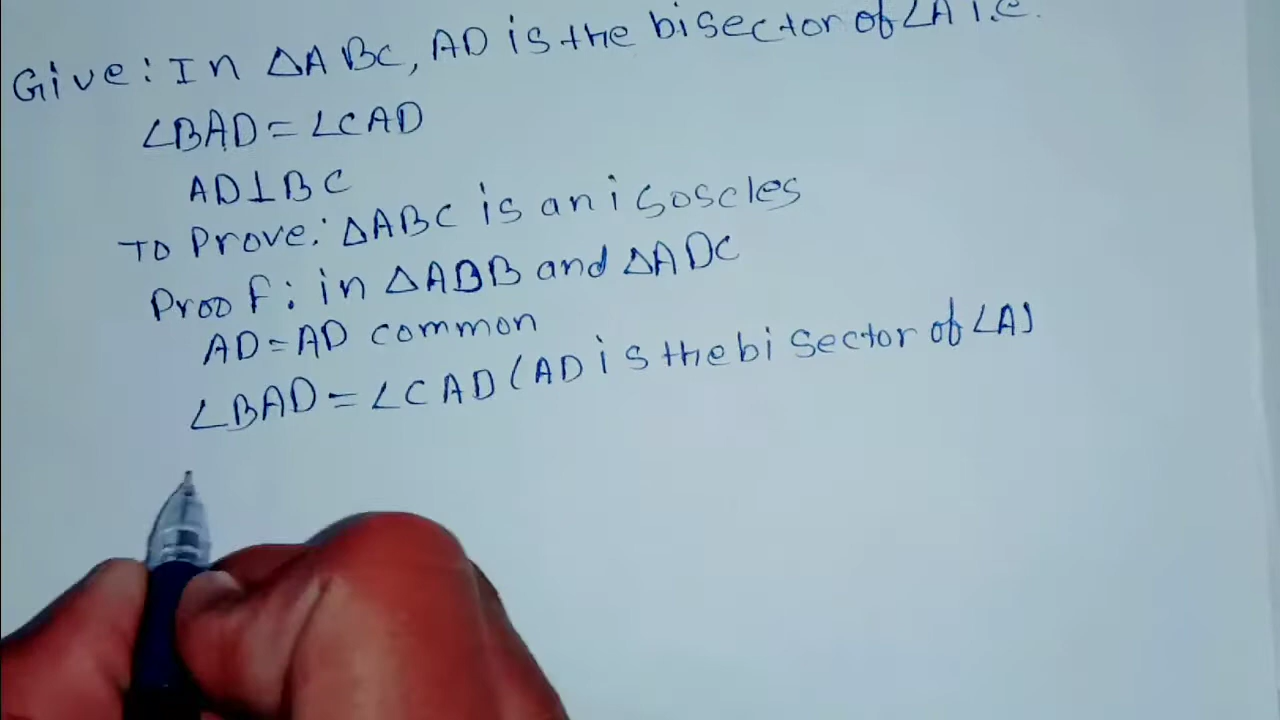 Give: In △ABC, AD is the bisector of ∠A i.e.
∠BAD = ∠CAD
AD⊥BC
To Prove: △ABC is an isoscles
Proof: in △ADB and △ADC
AD=AD common
∠BAD = ∠CAD (AD is the bisector of ∠A)